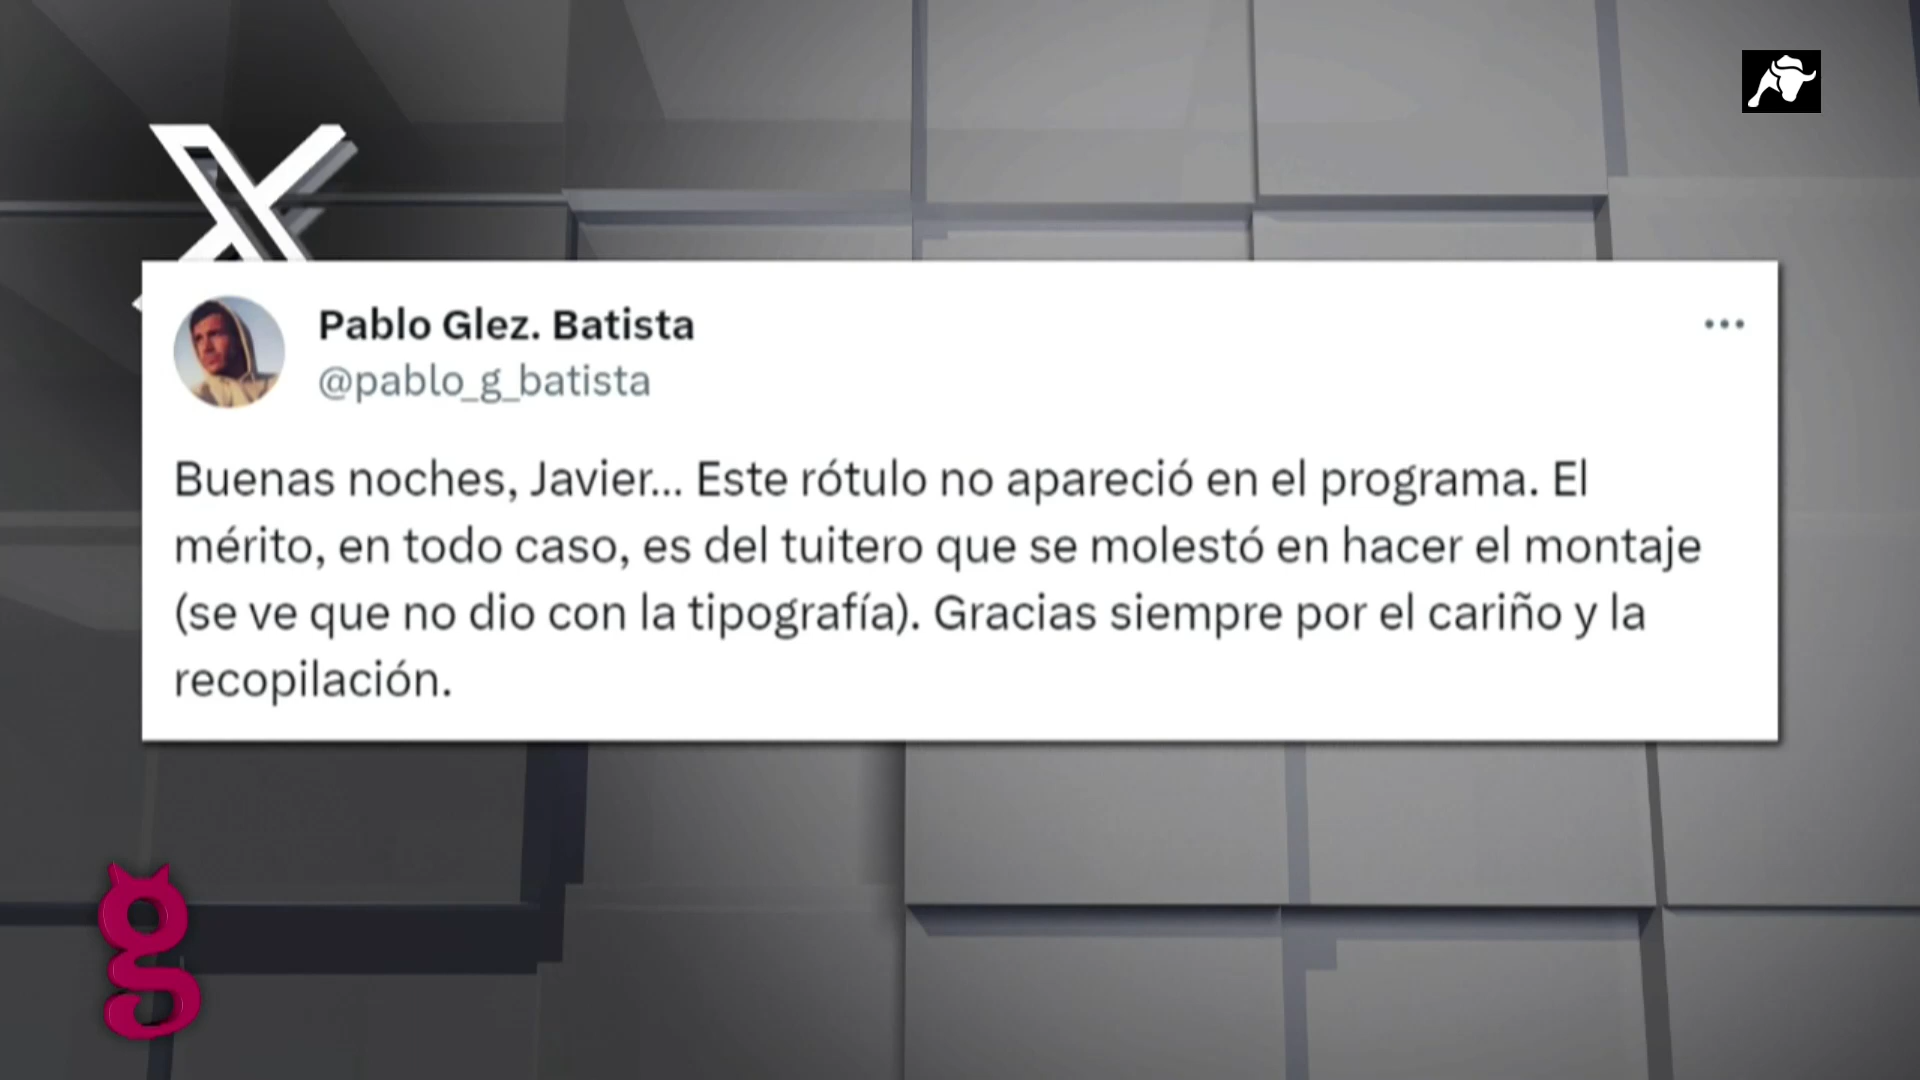 Pablo Glez. Batista
@pablo_g_batista
Buenas noches, Javier... Este rótulo no apareció en el programa. El
mérito, en todo caso, es del tuitero que se molestó en hacer el montaje
(se ve que no dio con la tipografía). Gracias siempre por el cariño y la
recopilación.
g